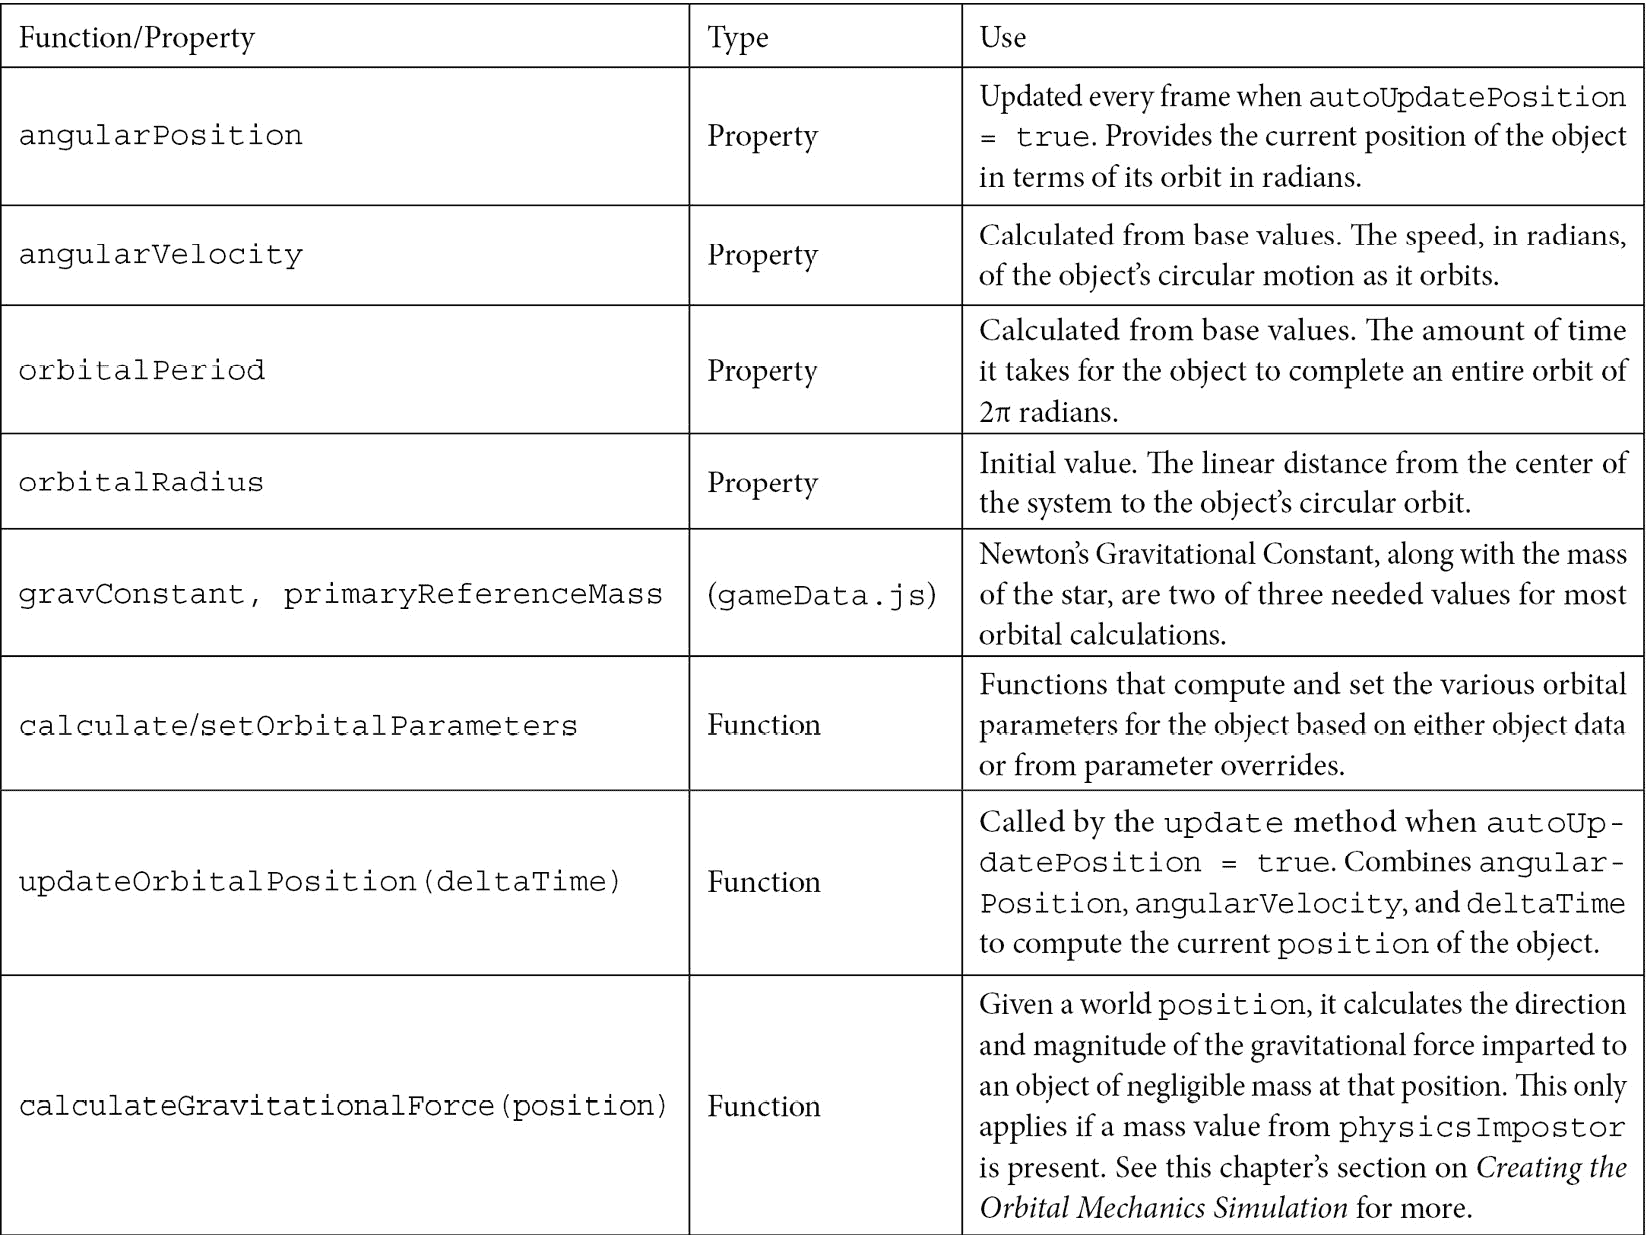 Function/Property
Type
Use
angularPosition
Property
Updated every frame when autoUpdatePosition
= true. Provides the current position of the object
in terms of its orbit in radians.
angularVelocity
Property
Calculated from base values. The speed, in radians,
of the object’s circular motion as it orbits.
orbitalPeriod
Property
Calculated from base values. The amount of time
it takes for the object to complete an entire orbit of
2π radians.
orbitalRadius
Property
Initial value. The linear distance from the center of
the system to the object’s circular orbit.
gravConstant, primaryReferenceMass
(gameData.js)
Newton’s Gravitational Constant, along with the mass
of the star, are two of three needed values for most
orbital calculations.
calculate/setOrbitalParameters
Function
Functions that compute and set the various orbital
parameters for the object based on either object data
or from parameter overrides.
updateOrbitalPosition(deltaTime)
Function
Called by the update method when autoUp-
datePosition = true. Combines angular-
Position, angularVelocity, and deltaTime
to compute the current position of the object.
calculateGravitationalForce(position)
Function
Given a world position, it calculates the direction
and magnitude of the gravitational force imparted to
an object of negligible mass at that position. This only
applies if a mass value from physicsImpostor
is present. See this chapter’s section on Creating the
Orbital Mechanics Simulation for more.